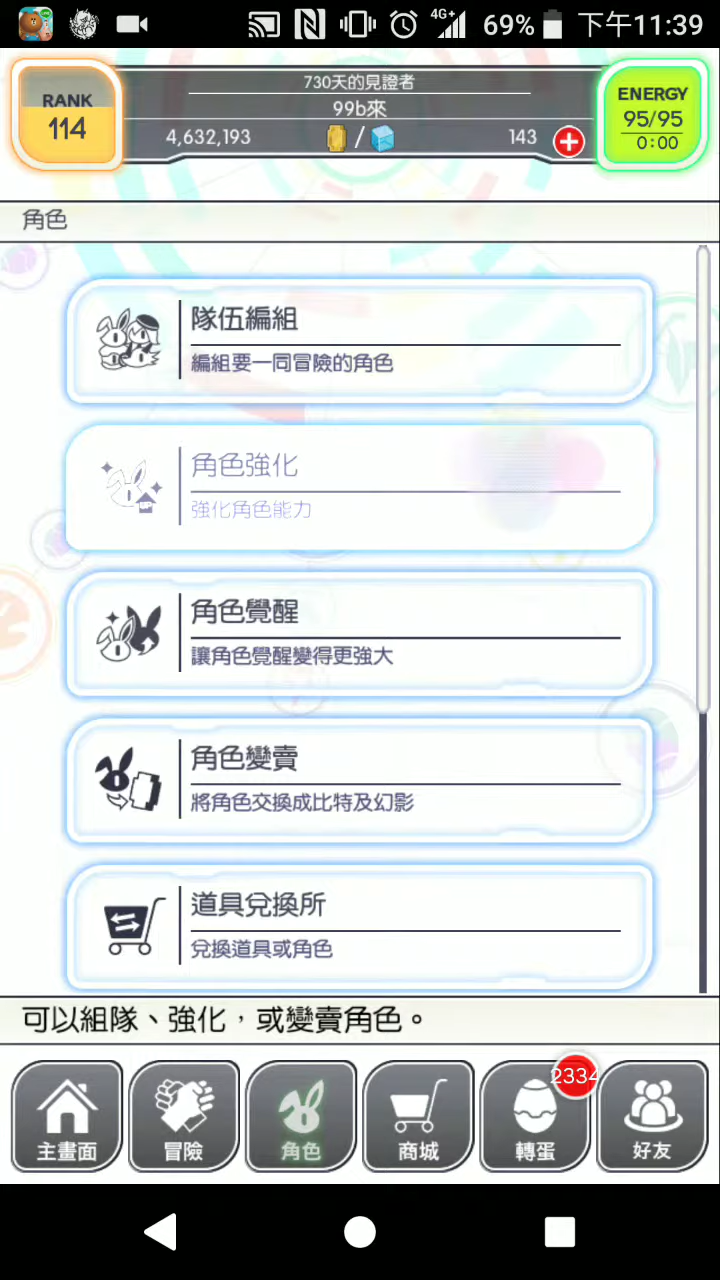 4G+ 69% 下午11:39
RANK
114
730天的見證者
99b來
4,632,193 / 143
ENERGY
95/95
0:00
角色
隊伍編組
編組要一同冒險的角色
角色強化
強化角色能力
角色覺醒
讓角色覺醒變得更強大
角色變賣
將角色交換成比特及幻影
道具兌換所
兌換道具或角色
可以組隊、強化，或變賣角色。
2334
主畫面 冒險 角色 商城 轉蛋 好友